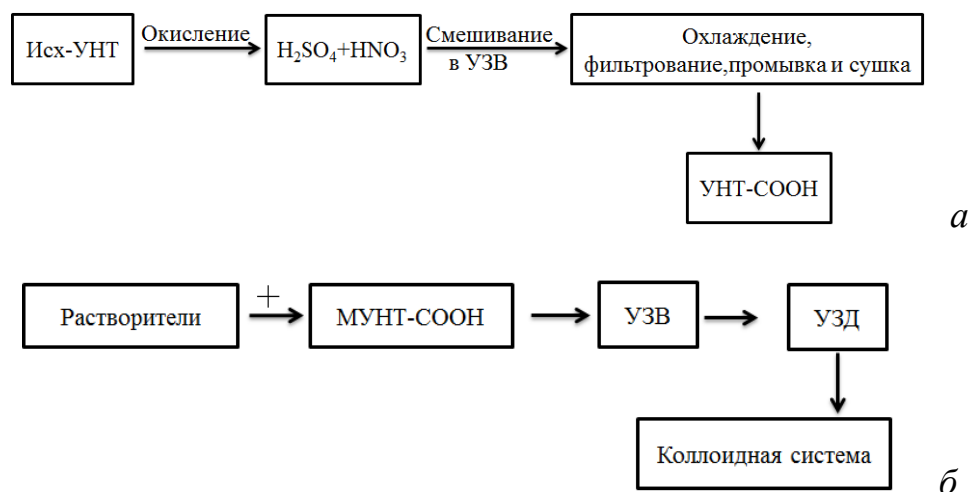 Исх-УНТ
Окисление
H₂SO₄+HNO₃
Смешивание
в УЗВ
Охлаждение,
фильтрование,промывка и сушка
УНТ-COOH
а
Растворители
+
МУНТ-COOH
УЗВ
УЗД
Коллоидная система
б